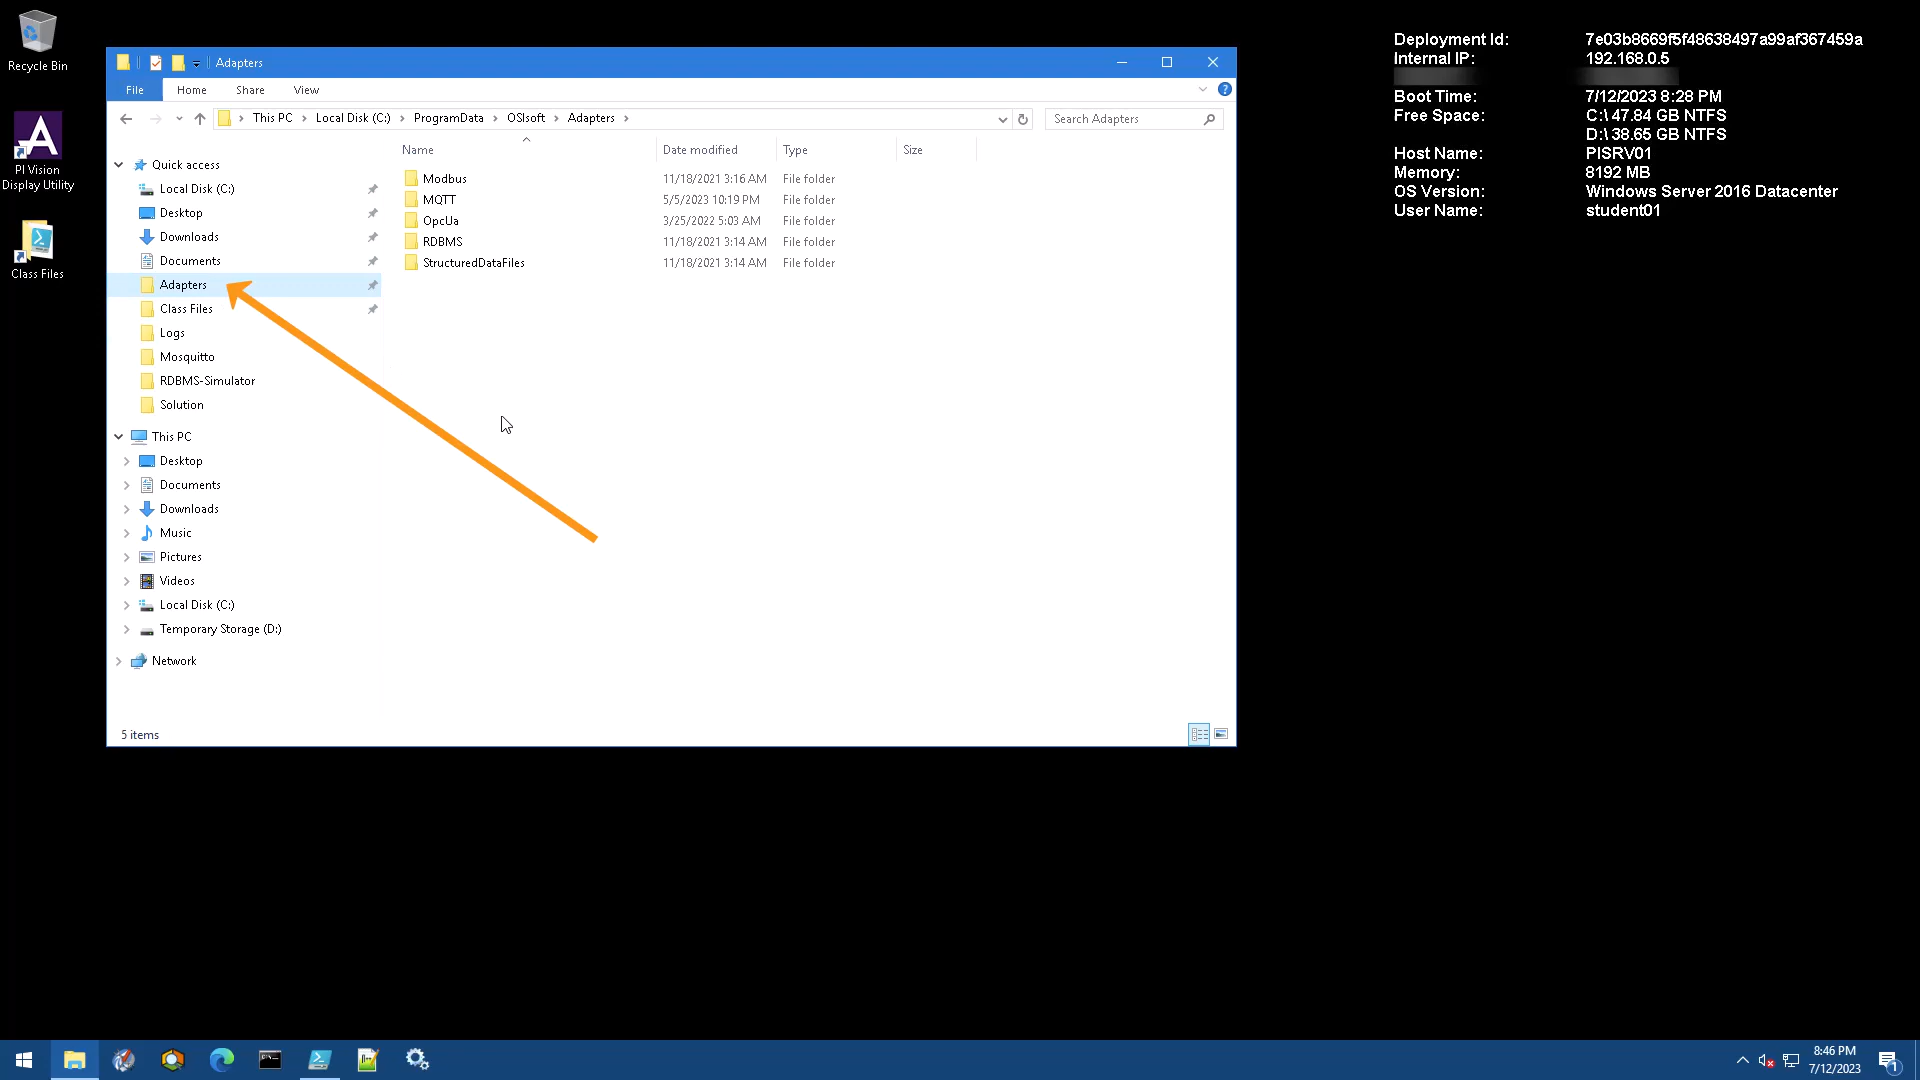 Recycle Bin
PI Vision
Display Utility
Class Files
Adapters
File Home Share View
This PC Local Disk (C:) ProgramData OSIsoft Adapters
Search Adapters
Quick access
Local Disk (C:)
Desktop
Downloads
Documents
Adapters
Class Files
Logs
Mosquitto
RDBMS-Simulator
Solution
This PC
Desktop
Documents
Downloads
Music
Pictures
Videos
Local Disk (C:)
Temporary Storage (D:)
Network
Name Date modified Type Size
Modbus 11/18/2021 3:16 AM File folder
MQTT 5/5/2023 10:19 PM File folder
OpcUa 3/25/2022 5:03 AM File folder
RDBMS 11/18/2021 3:14 AM File folder
StructuredDataFiles 11/18/2021 3:14 AM File folder
5 items
Deployment Id: 7e03b8669f5f48638497a99af367459a
Internal IP: 192.168.0.5
Boot Time: 7/12/2023 8:28 PM
Free Space: C:\ 47.84 GB NTFS
D:\ 38.65 GB NTFS
Host Name: PISRV01
Memory: 8192 MB
OS Version: Windows Server 2016 Datacenter
User Name: student01
8:46 PM
7/12/2023
1